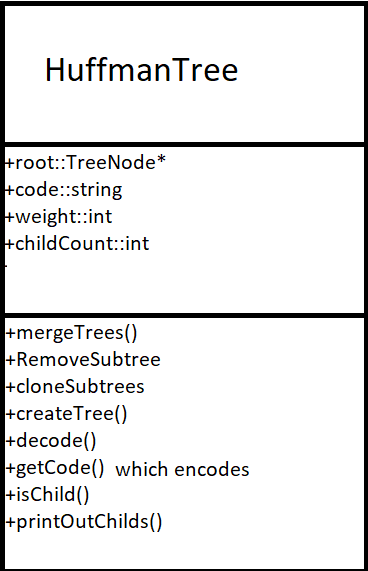 HuffmanTree
+root::TreeNode*
+code::string
+weight::int
+childCount::int
+mergeTrees()
+RemoveSubtree
+cloneSubtrees
+createTree()
+decode()
+getCode() which encodes
+isChild()
+printOutChilds()